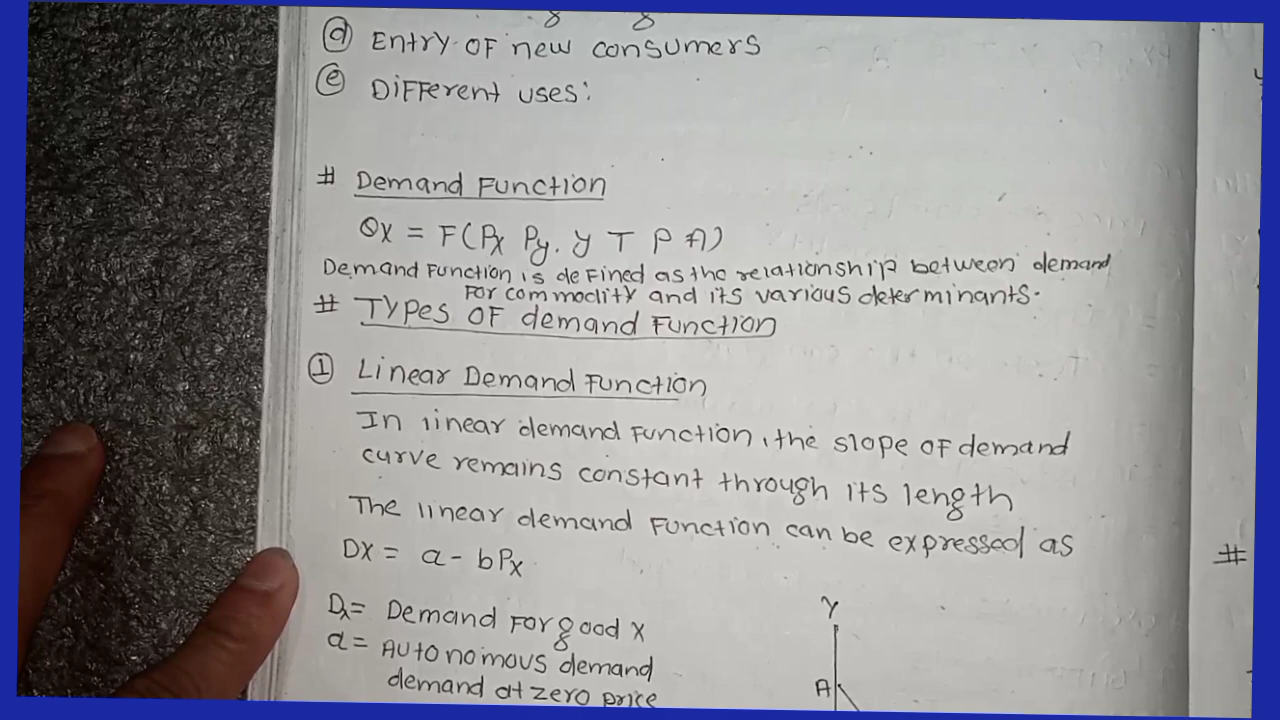 (d) Entry of new consumers
(e) Different uses:
# Demand Function
Qx = F(Px Py. y T P A)
Demand Function is defined as the relationship between demand
For commodity and its various determinants.
# Types of demand Function
(I) Linear Demand Function
In linear demand Function, the slope of demand
curve remains constant through its length
The linear demand Function can be expressed as
Dx = a - bPx
#
Dx = Demand For good X
a = Autonomous demand
demand at zero price
Y
A